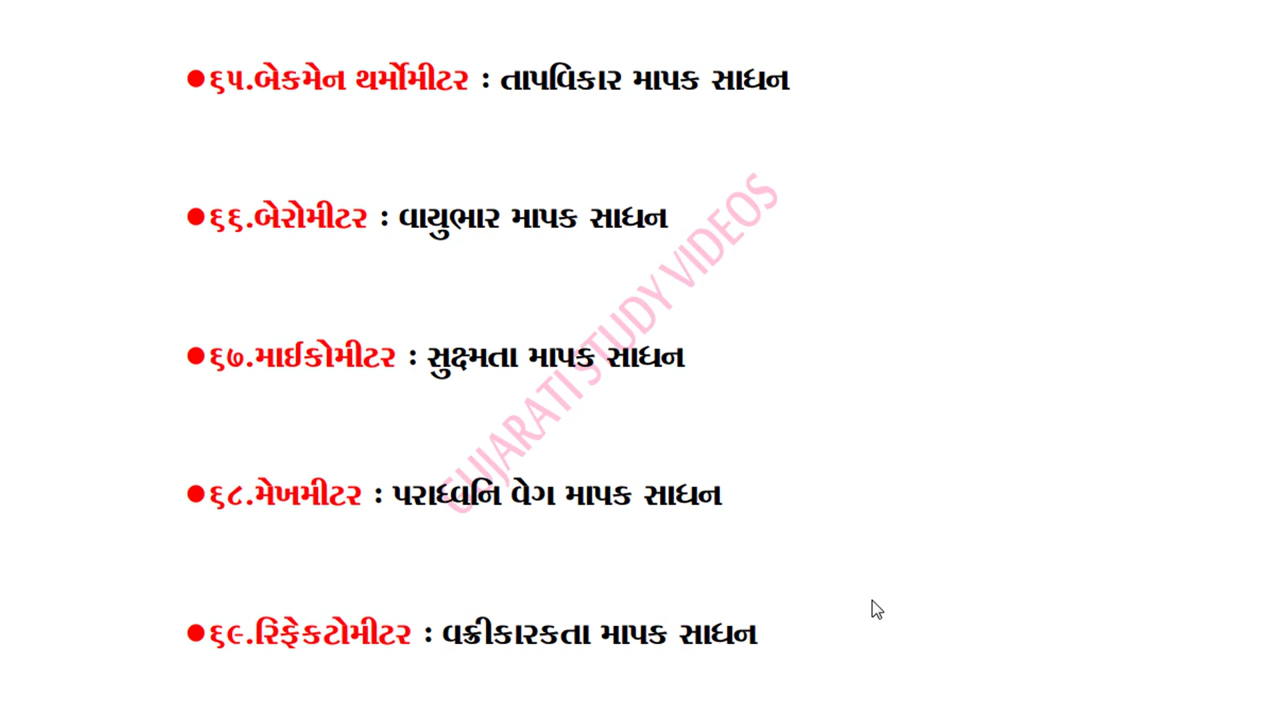 ●૬૫.બેકમેન થર્મોમીટર : તાપવિકાર માપક સાધન
●૬૬.બેરોમીટર : વાયુભાર માપક સાધન
●૬૭.માઈકોમીટર : સુક્ષ્મતા માપક સાધન
●૬૮.મેખમીટર : પરાધ્વનિ વેગ માપક સાધન
●૬૯.રિફેકટોમીટર : વક્રીકારકતા માપક સાધન
GUJARATI STUDY VIDEOS